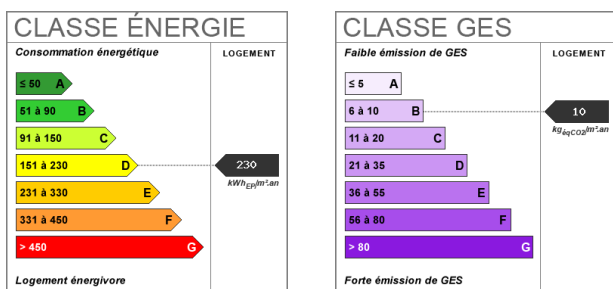 CLASSE ÉNERGIE
Consommation énergétique
LOGEMENT
≤ 50 A
51 à 90 B
91 à 150 C
151 à 230 D
230
kWhEP/m².an
231 à 330 E
331 à 450 F
> 450 G
Logement énergivore
CLASSE GES
Faible émission de GES
LOGEMENT
≤ 5 A
6 à 10 B
10
kgéqCO2/m².an
11 à 20 C
21 à 35 D
36 à 55 E
56 à 80 F
> 80 G
Forte émission de GES